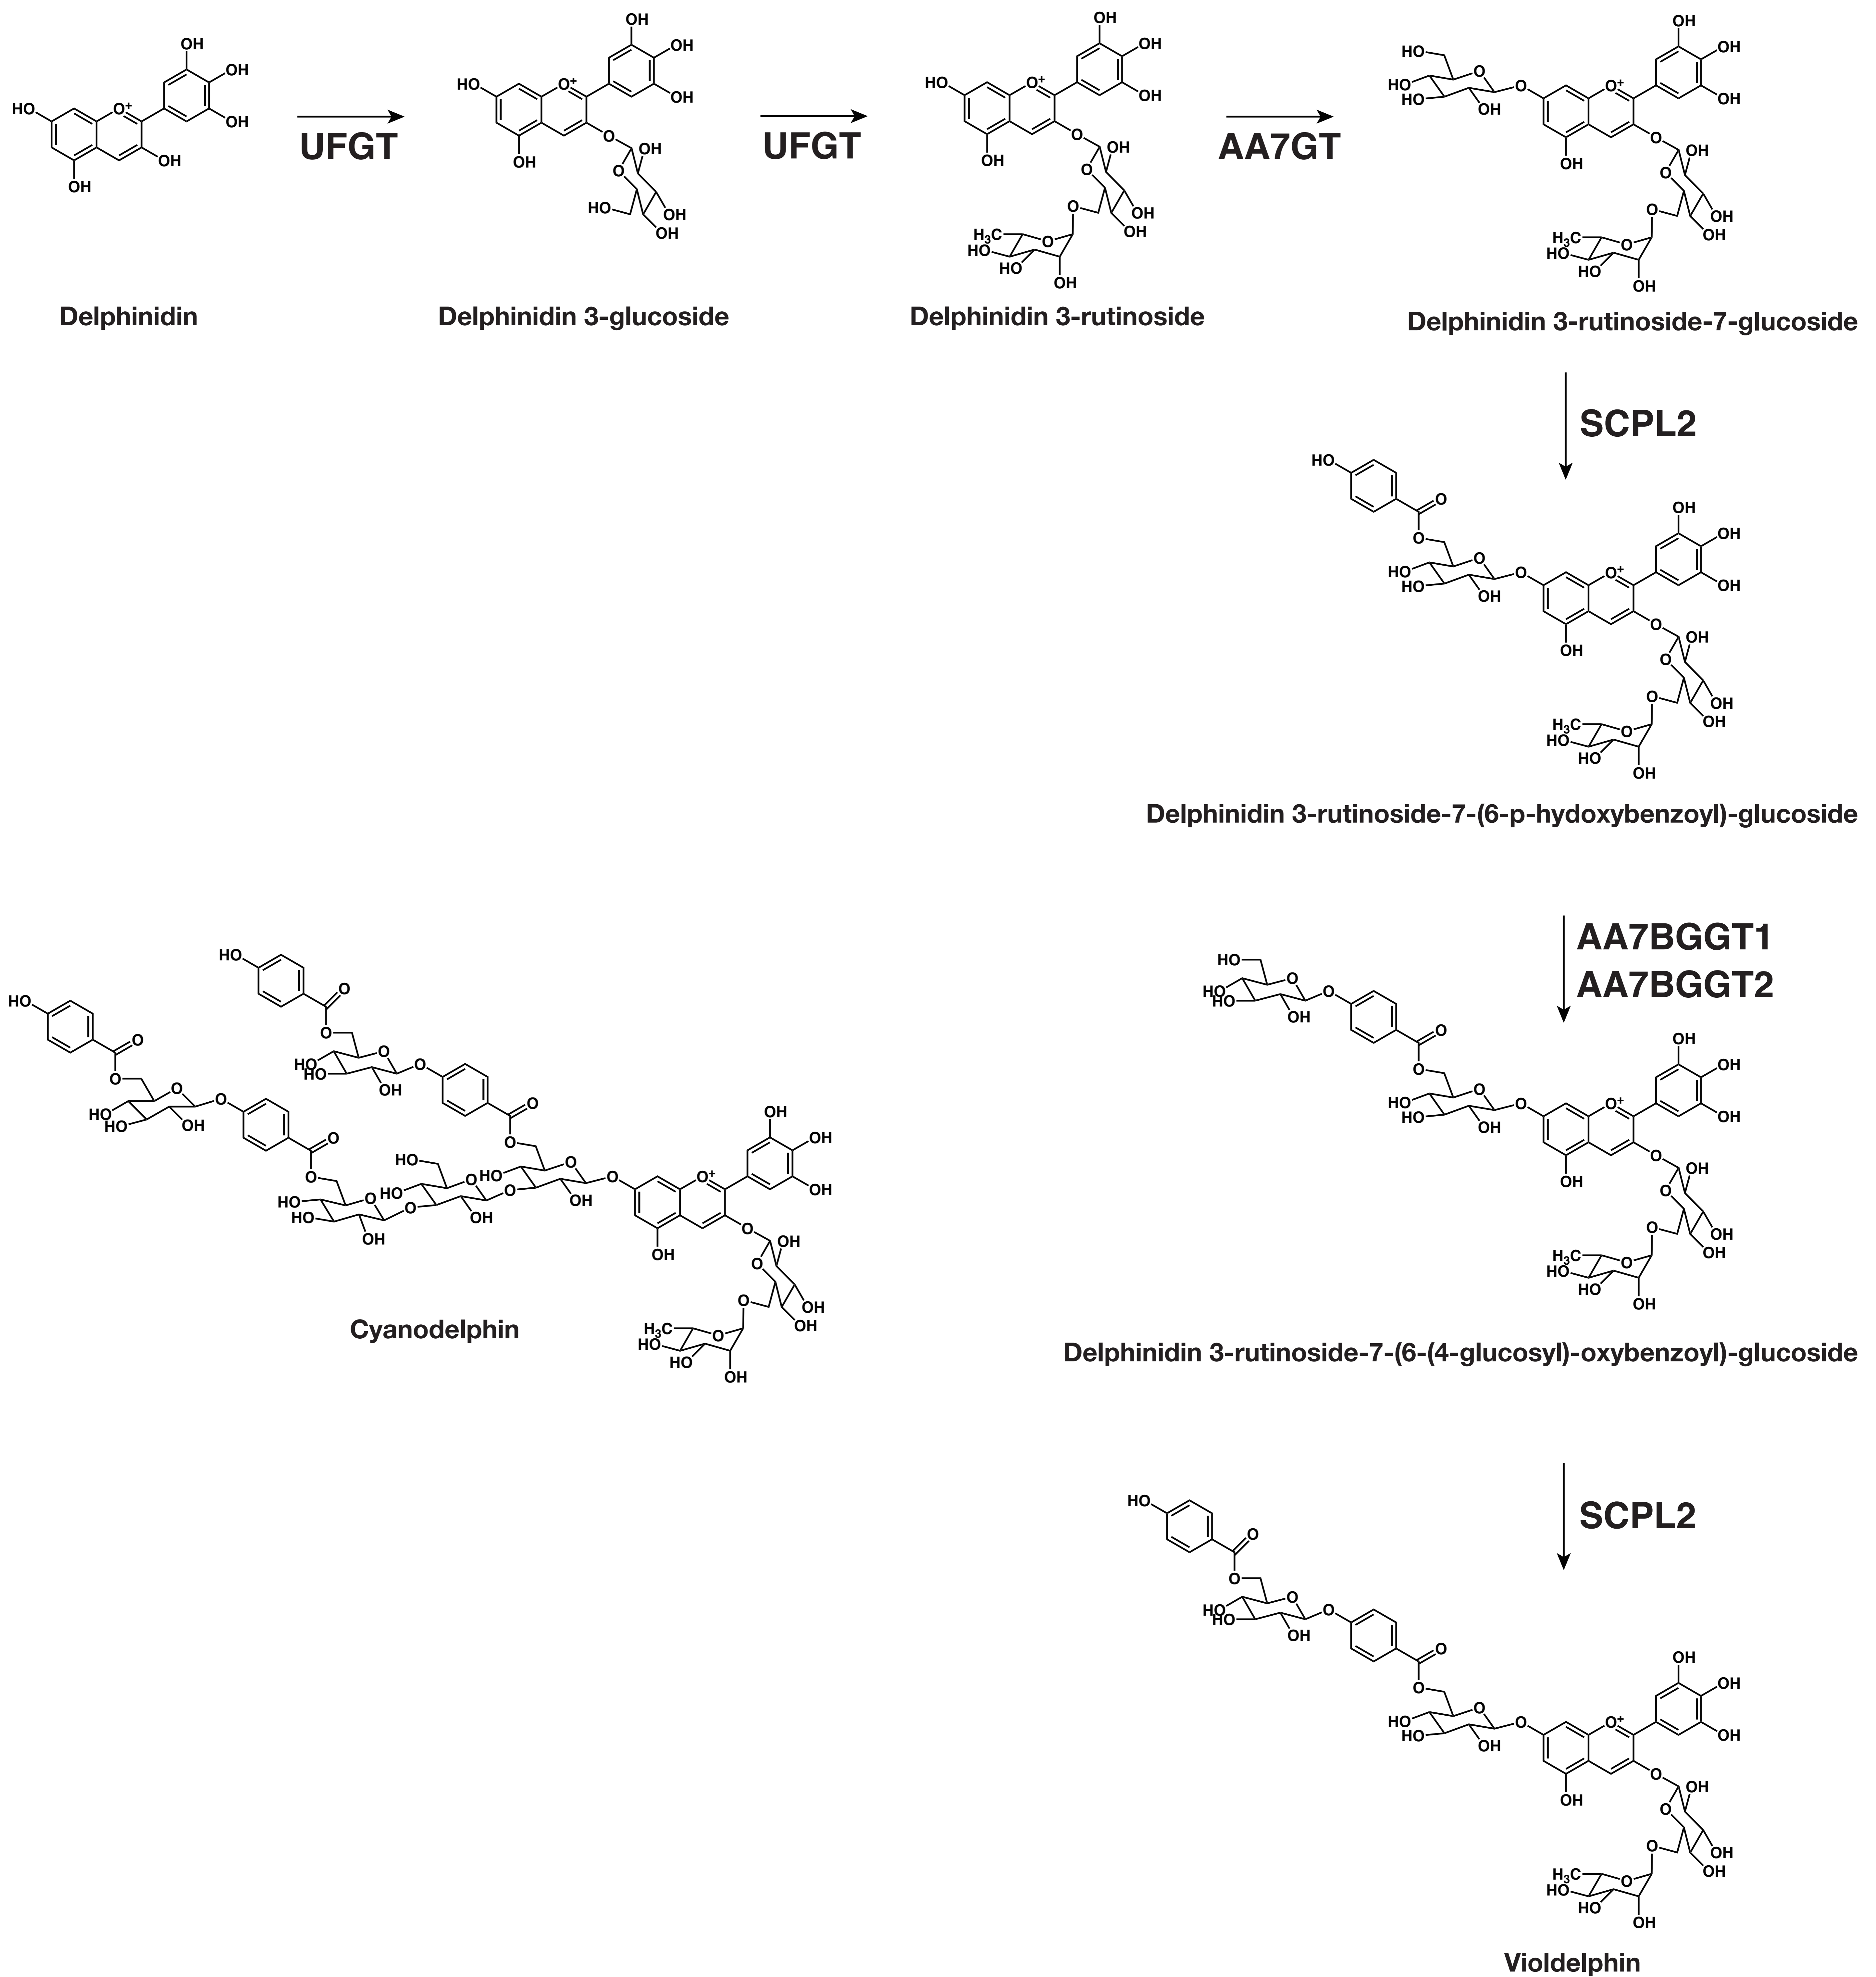 Delphinidin
UFGT
Delphinidin 3-glucoside
UFGT
Delphinidin 3-rutinoside
AA7GT
Delphinidin 3-rutinoside-7-glucoside
SCPL2
Delphinidin 3-rutinoside-7-(6-p-hydoxybenzoyl)-glucoside
AA7BGGT1
AA7BGGT2
Delphinidin 3-rutinoside-7-(6-(4-glucosyl)-oxybenzoyl)-glucoside
Cyanodelphin
SCPL2
Violdelphin